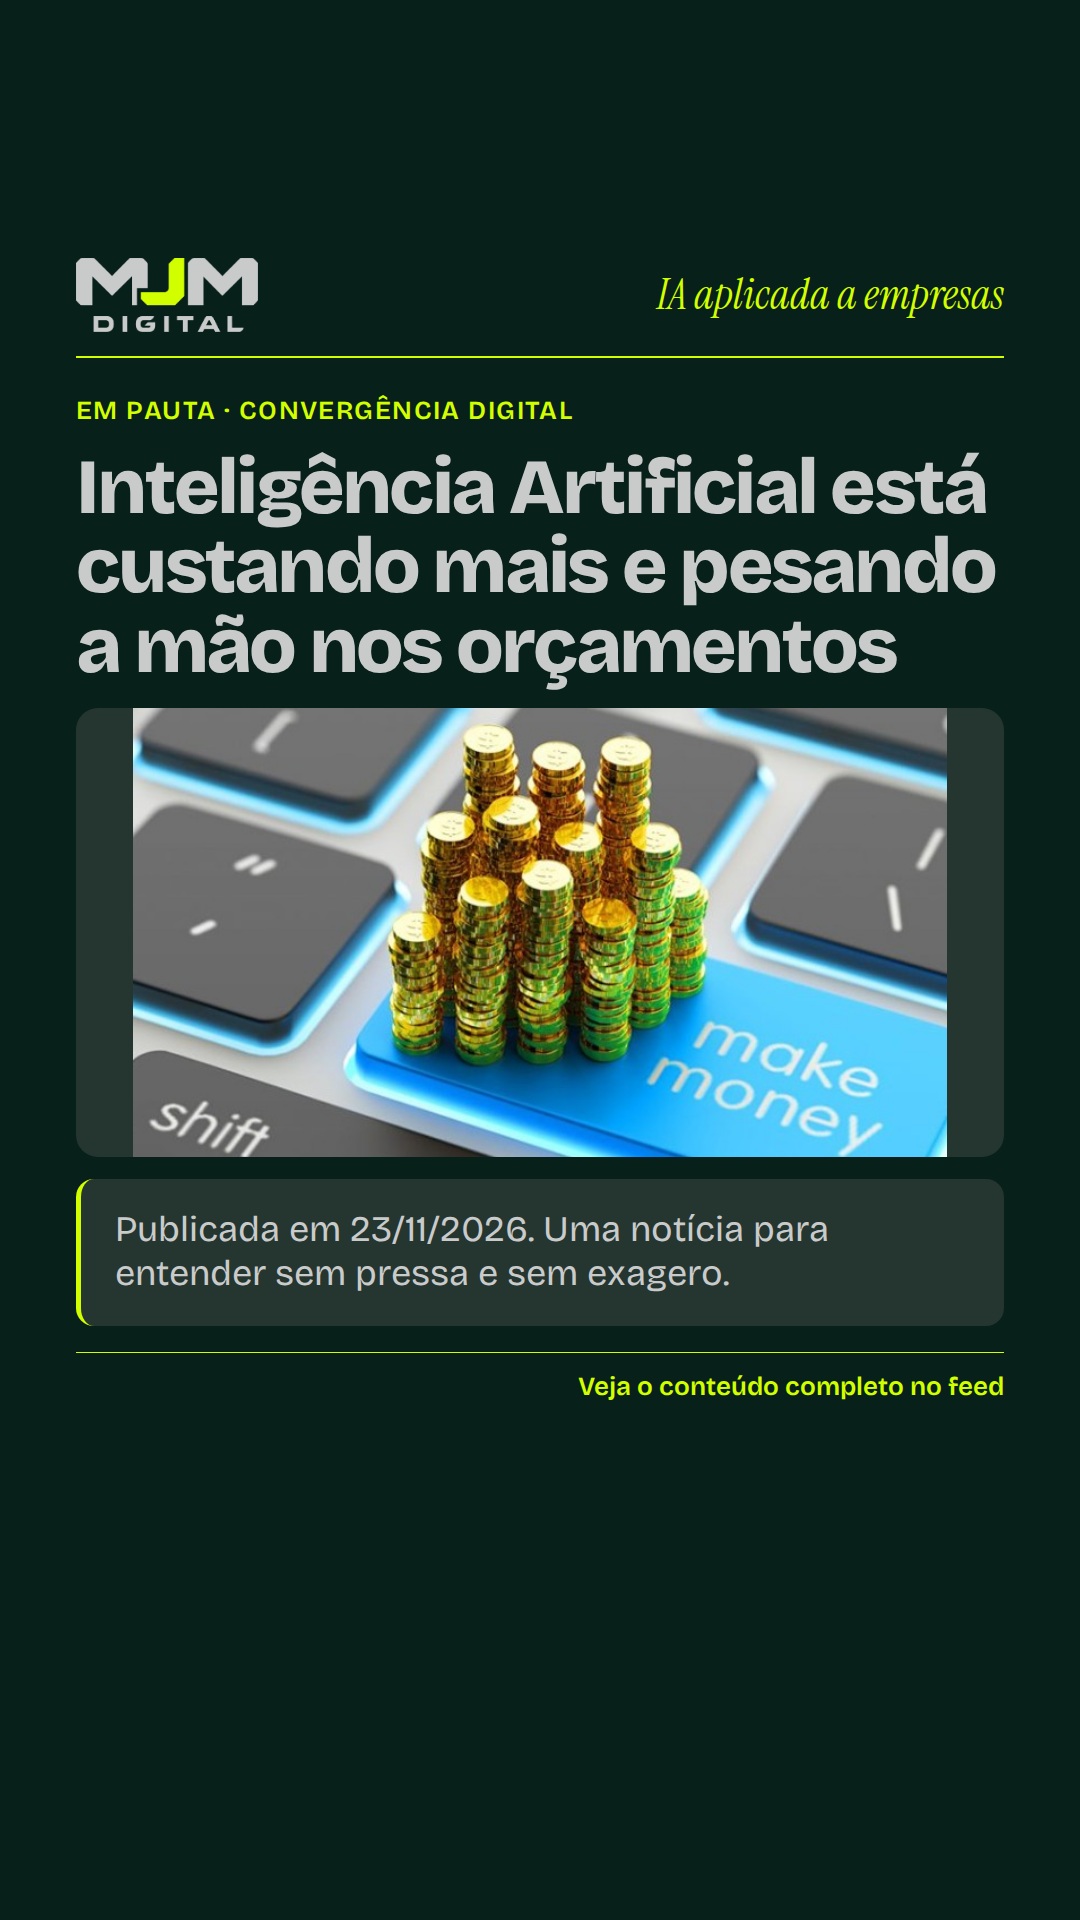 MJM
DIGITAL
IA aplicada a empresas
EM PAUTA · CONVERGÊNCIA DIGITAL
Inteligência Artificial está
custando mais e pesando
a mão nos orçamentos
make
money
shift
Publicada em 23/11/2026. Uma notícia para
entender sem pressa e sem exagero.
Veja o conteúdo completo no feed